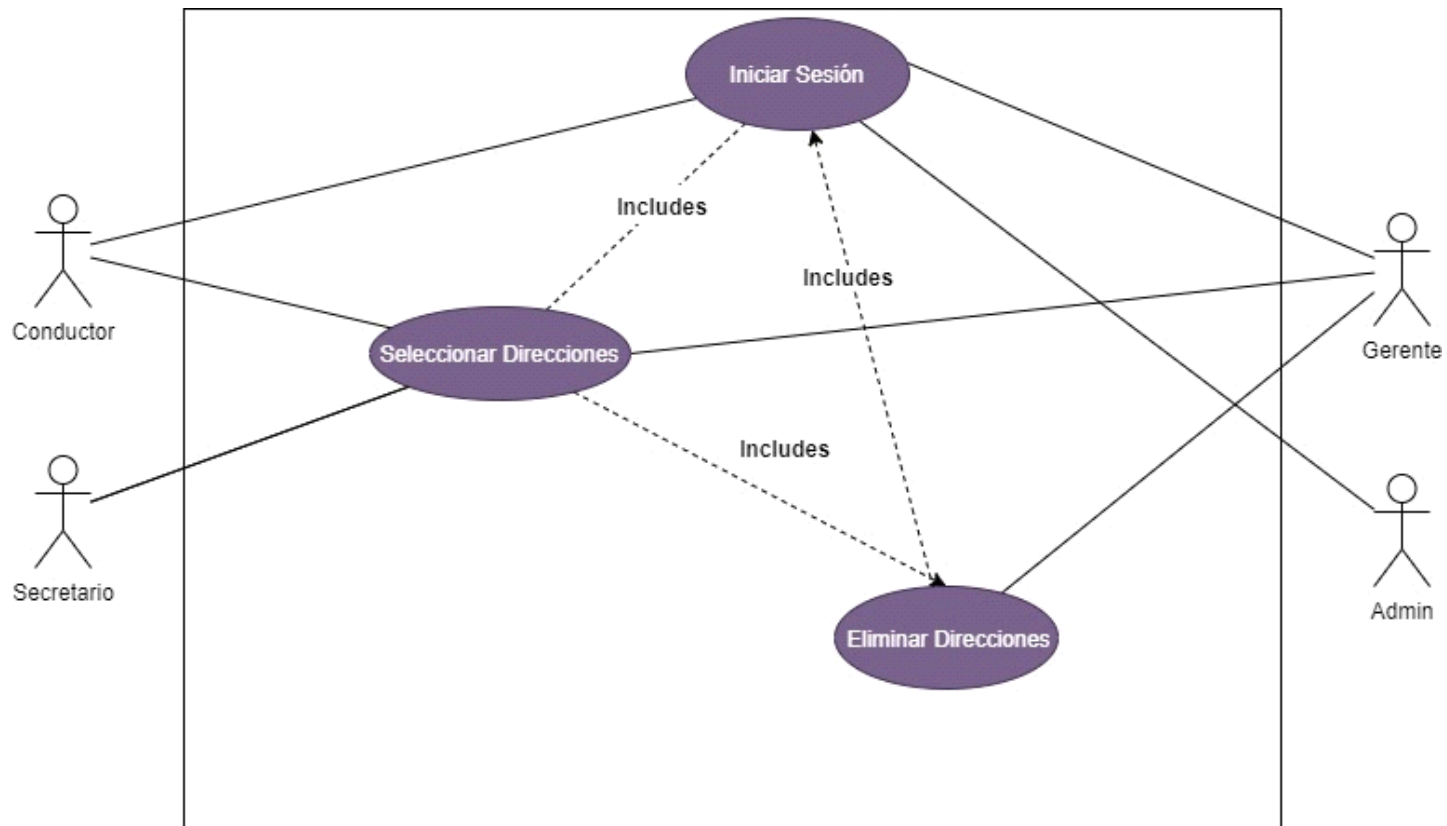 Iniciar Sesión
Includes
Includes
Conductor
Gerente
Seleccionar Direcciones
Includes
Secretario
Admin
Eliminar Direcciones